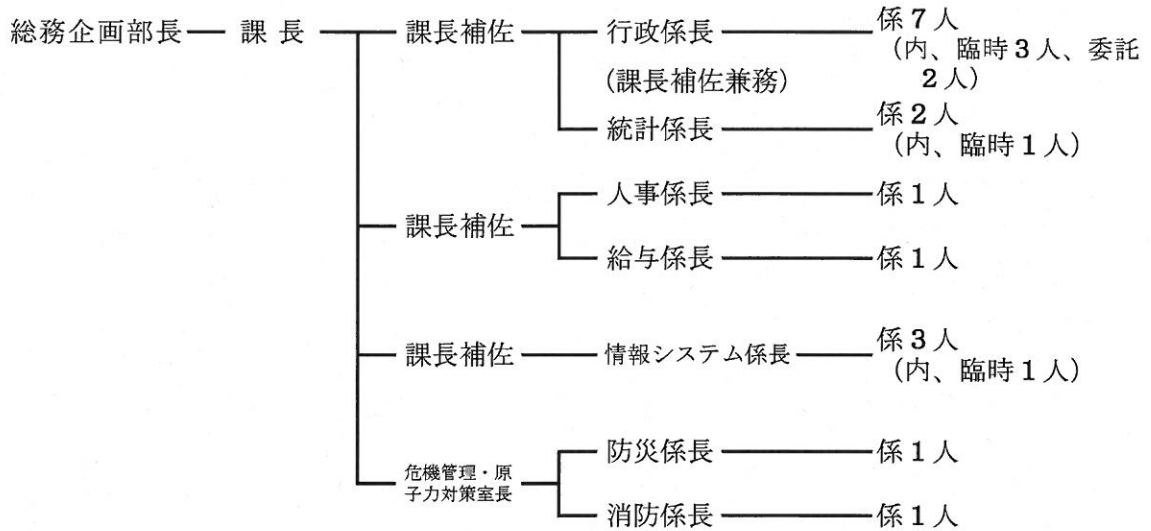 総務企画部長 課長 課長補佐 行政係長 係7人
(内、臨時3人、委託
2人)
(課長補佐兼務)
統計係長 係2人
(内、臨時1人)
課長補佐 人事係長 係1人
給与係長 係1人
課長補佐 情報システム係長 係3人
(内、臨時1人)
危機管理・原
子力対策室長
防災係長 係1人
消防係長 係1人